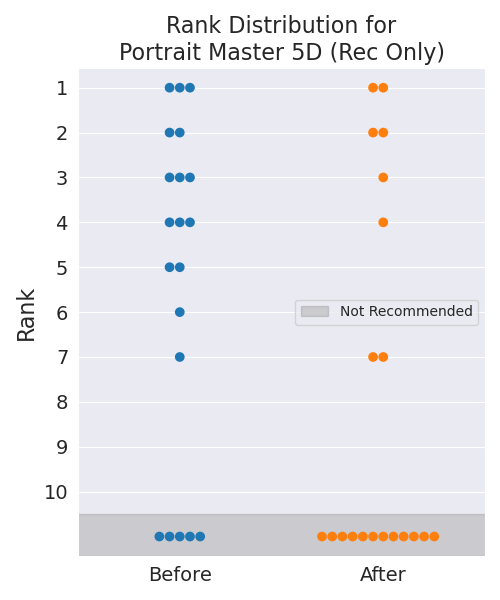 Rank Distribution for
Portrait Master 5D (Rec Only)
Rank
1
2
3
4
5
6
7
8
9
10
Not Recommended
Before
After